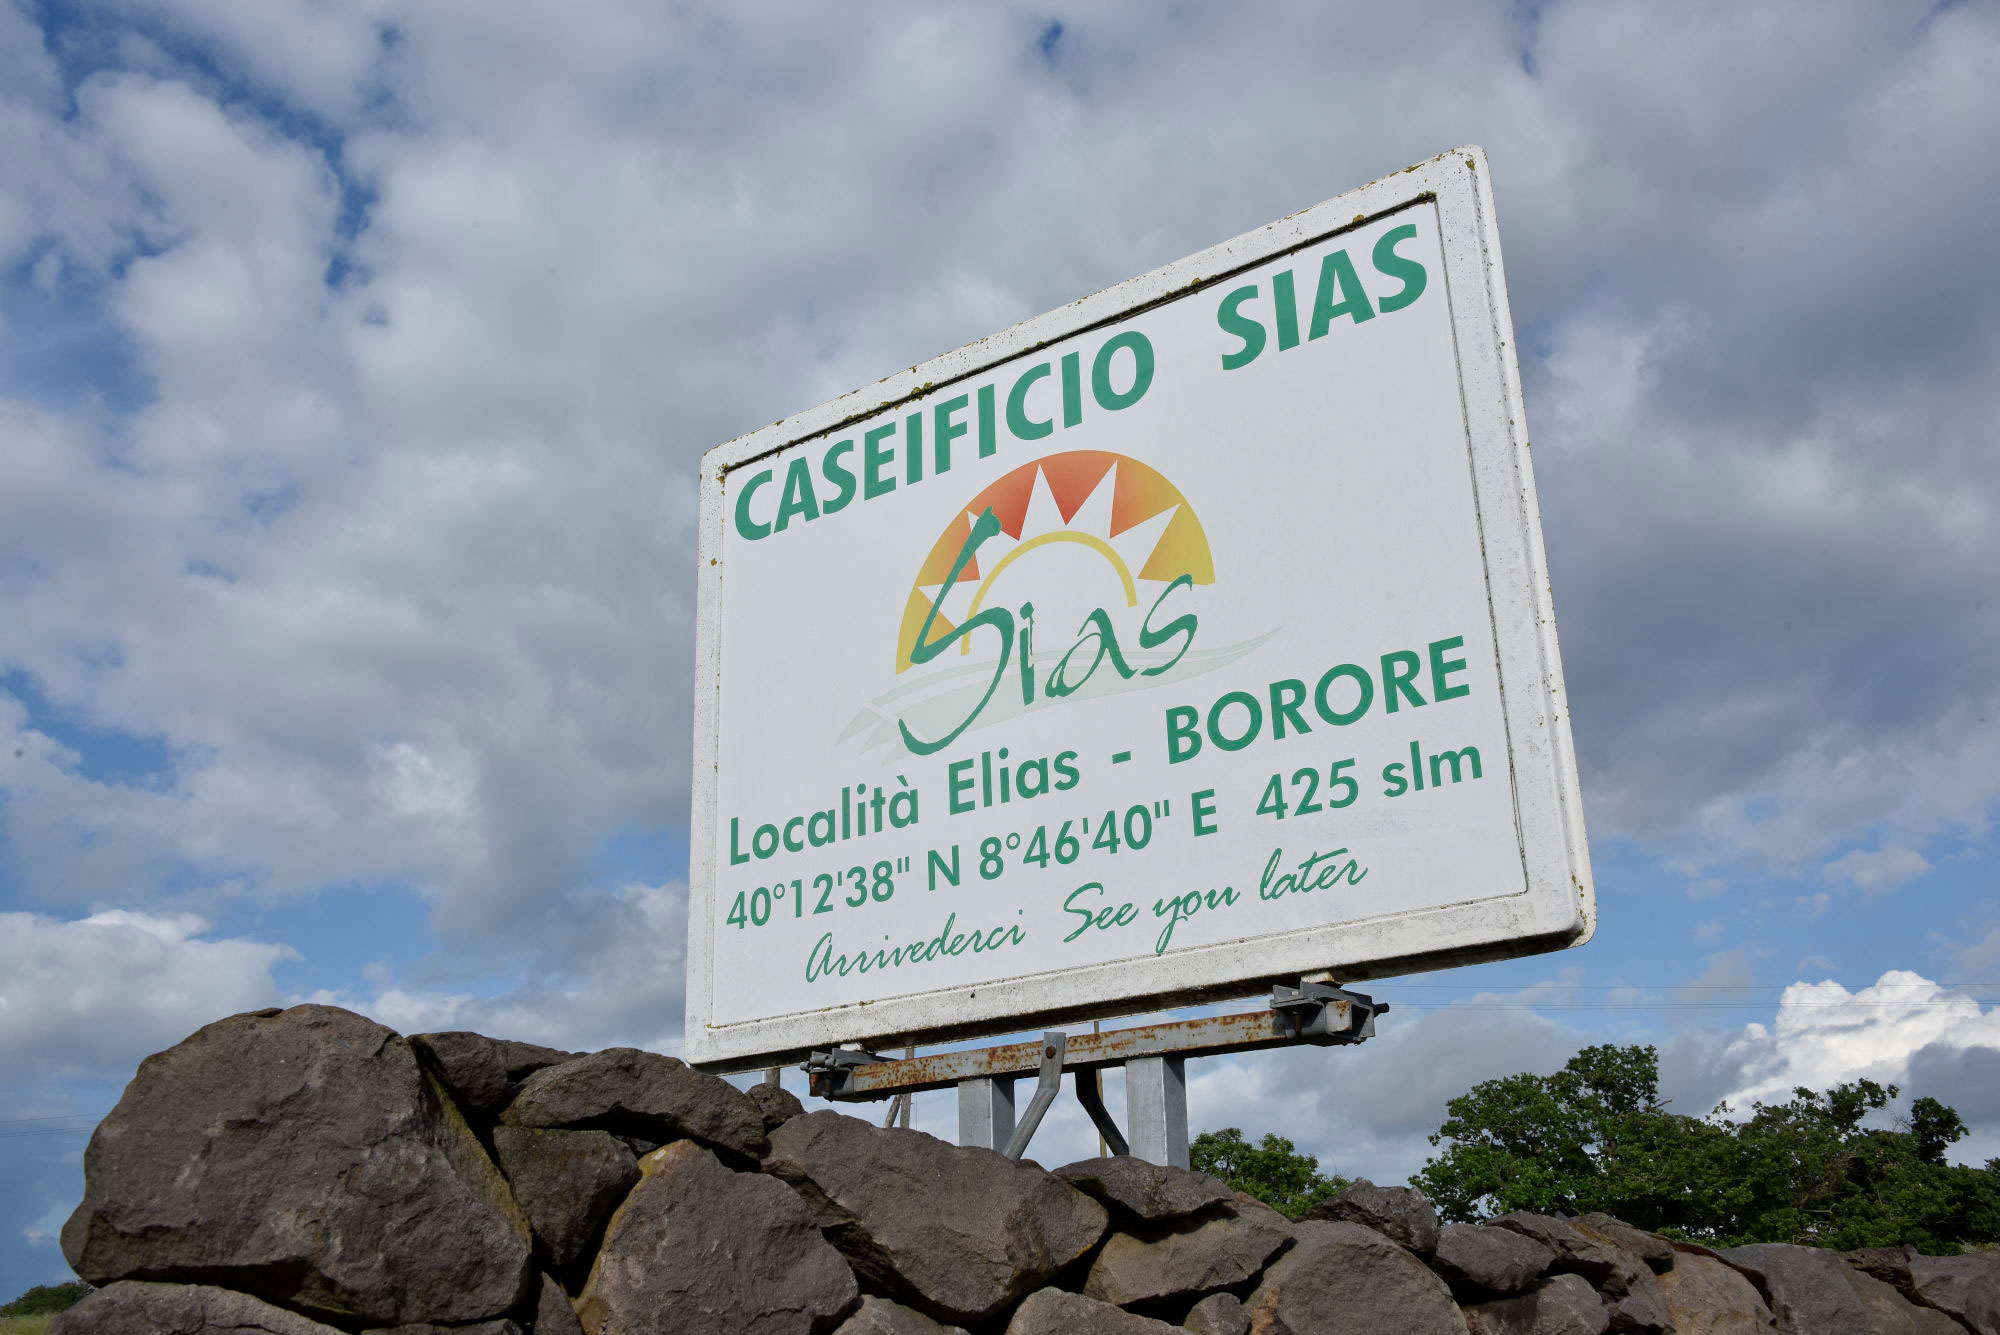 CASEIFICIO SIAS
Sias
Località Elias - BORORE
40°12'38" N 8°46'40" E 425 slm
Arrivederci See you later